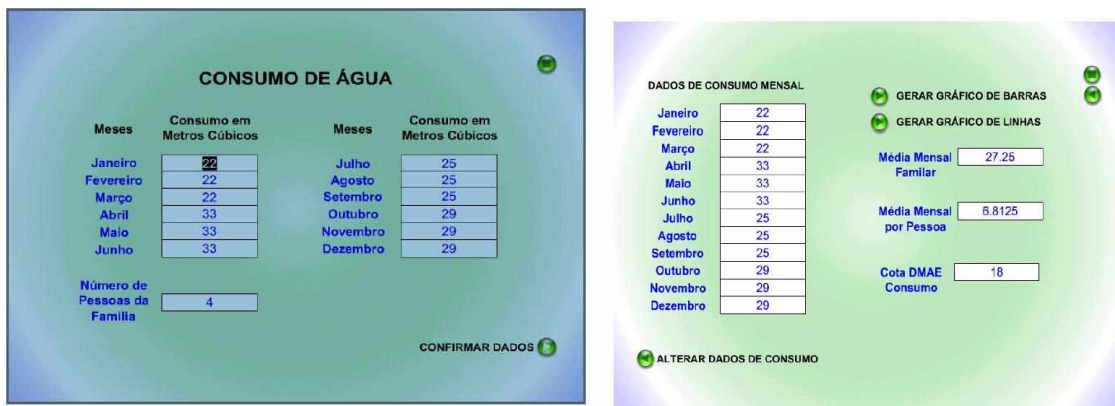 CONSUMO DE ÁGUA
Meses Consumo em Metros Cúbicos Meses Consumo em Metros Cúbicos
Janeiro 22 Julho 25
Fevereiro 22 Agosto 25
Março 22 Setembro 25
Abril 33 Outubro 29
Maio 33 Novembro 29
Junho 33 Dezembro 29
Número de
Pessoas da 4
Família
CONFIRMAR DADOS
DADOS DE CONSUMO MENSAL
Janeiro 22
Fevereiro 22
Março 22
Abril 33
Maio 33
Junho 33
Julho 25
Agosto 25
Setembro 25
Outubro 29
Novembro 29
Dezembro 29
GERAR GRÁFICO DE BARRAS
GERAR GRÁFICO DE LINHAS
Média Mensal 27.25
Familar
Média Mensal 6.8125
por Pessoa
Cota DMAE 18
Consumo
ALTERAR DADOS DE CONSUMO